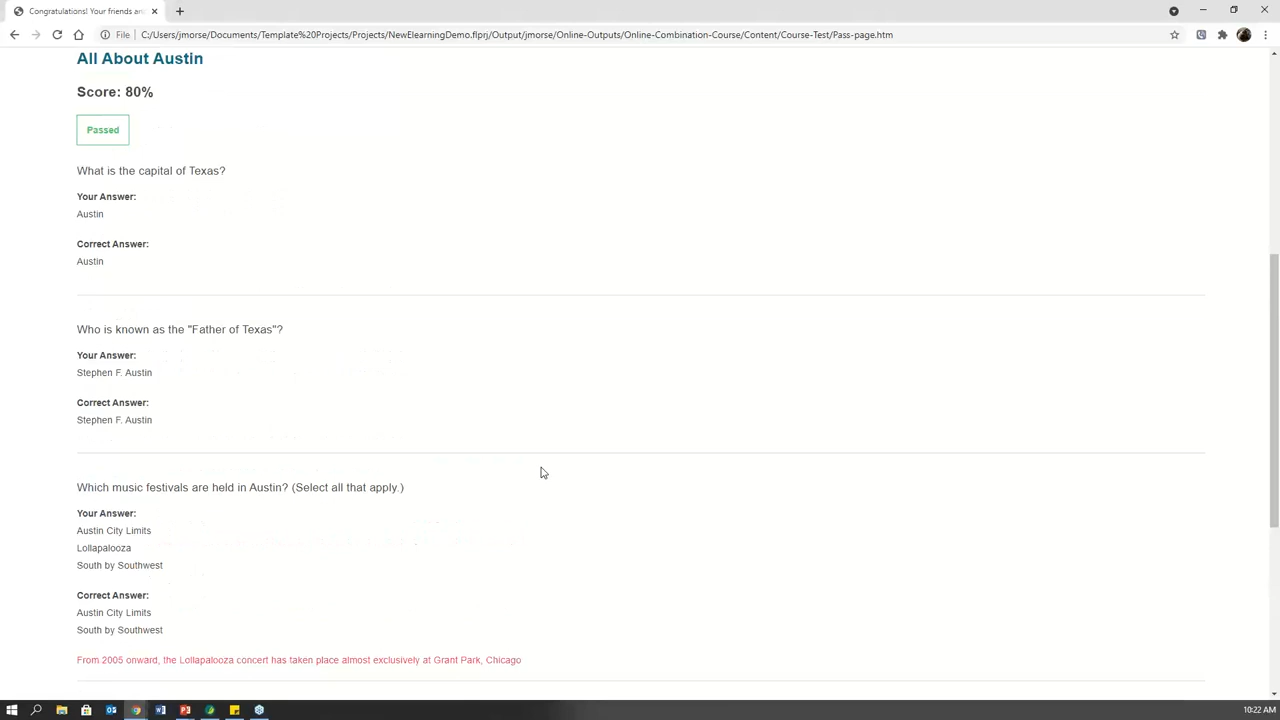 Congratulations! Your friends an
File
C:/Users/jmorse/Documents/Template%20Projects/Projects/NewElearningDemo.flprj/Output/jmorse/Online-Outputs/Online-Combination-Course/Content/Course-Test/Pass-page.htm
All About Austin
Score: 80%
Passed
What is the capital of Texas?
Your Answer:
Austin
Correct Answer:
Austin
Who is known as the "Father of Texas"?
Your Answer:
Stephen F. Austin
Correct Answer:
Stephen F. Austin
Which music festivals are held in Austin? (Select all that apply.)
Your Answer:
Austin City Limits
Lollapalooza
South by Southwest
Correct Answer:
Austin City Limits
South by Southwest
From 2005 onward, the Lollapalooza concert has taken place almost exclusively at Grant Park, Chicago
10:22 AM